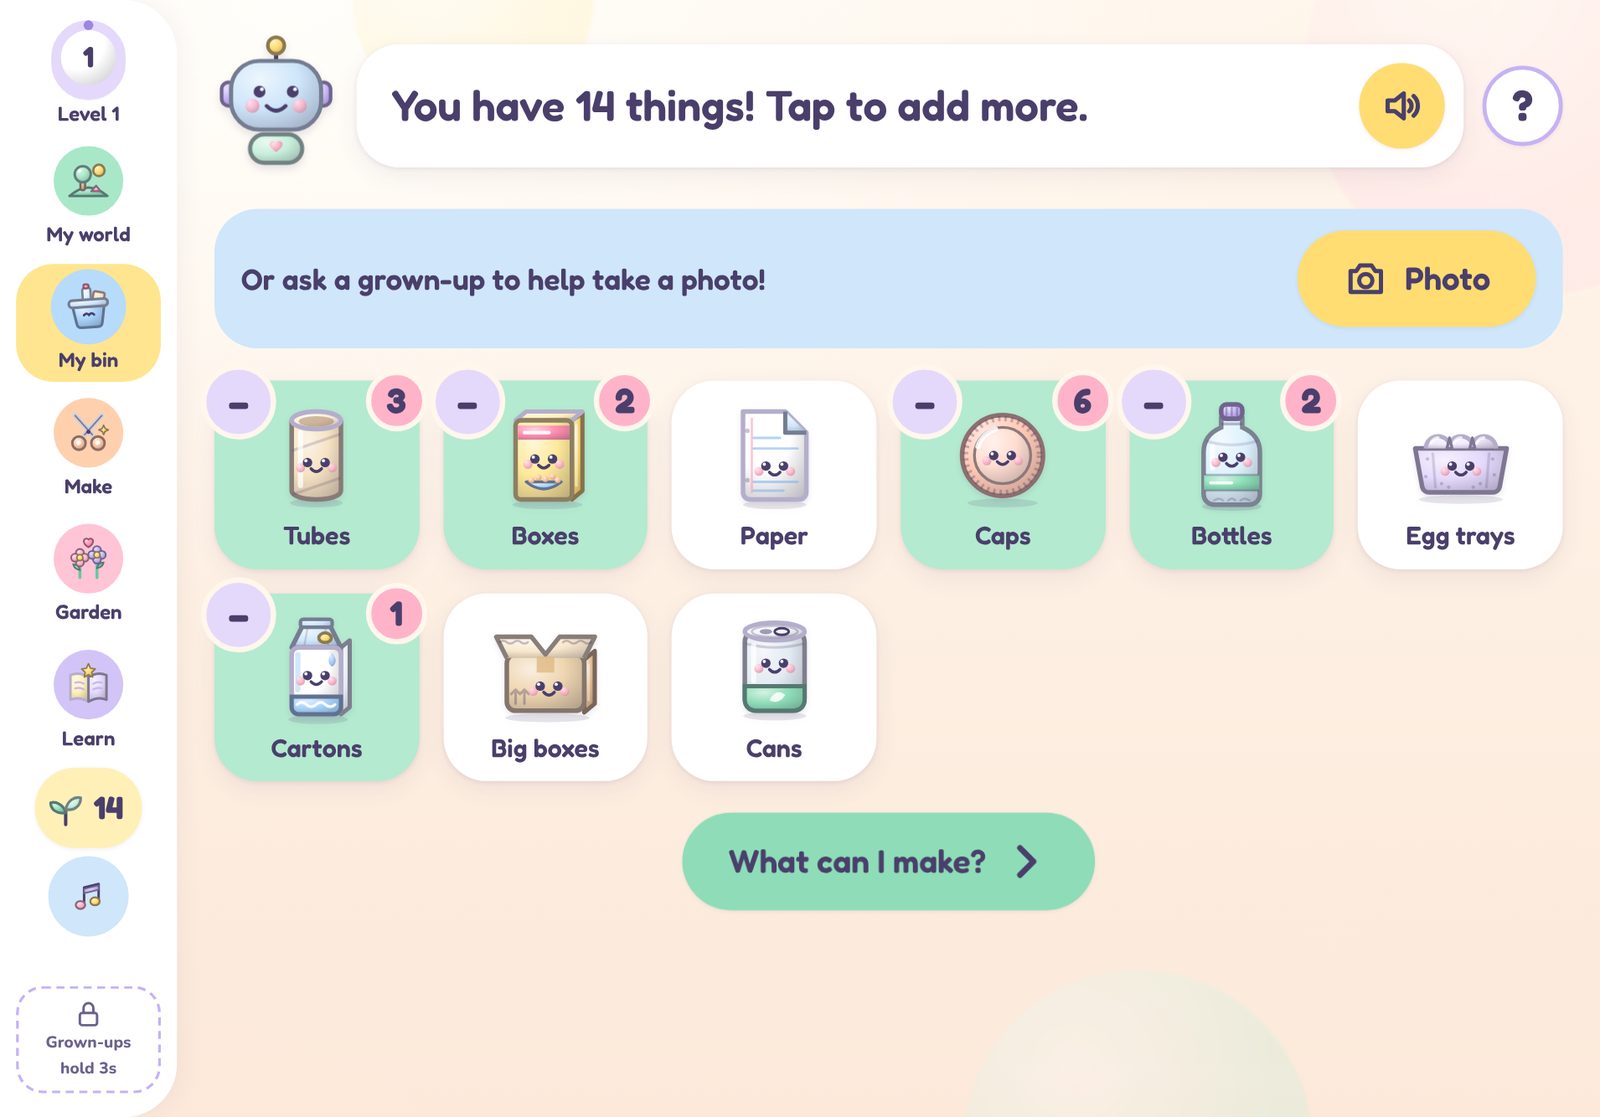 1
Level 1
My world
My bin
Make
Garden
Learn
14
Grown-ups
hold 3s
You have 14 things! Tap to add more.
?
Or ask a grown-up to help take a photo!
Photo
– 3
Tubes
– 2
Boxes
Paper
– 6
Caps
– 2
Bottles
Egg trays
– 1
Cartons
Big boxes
Cans
What can I make?